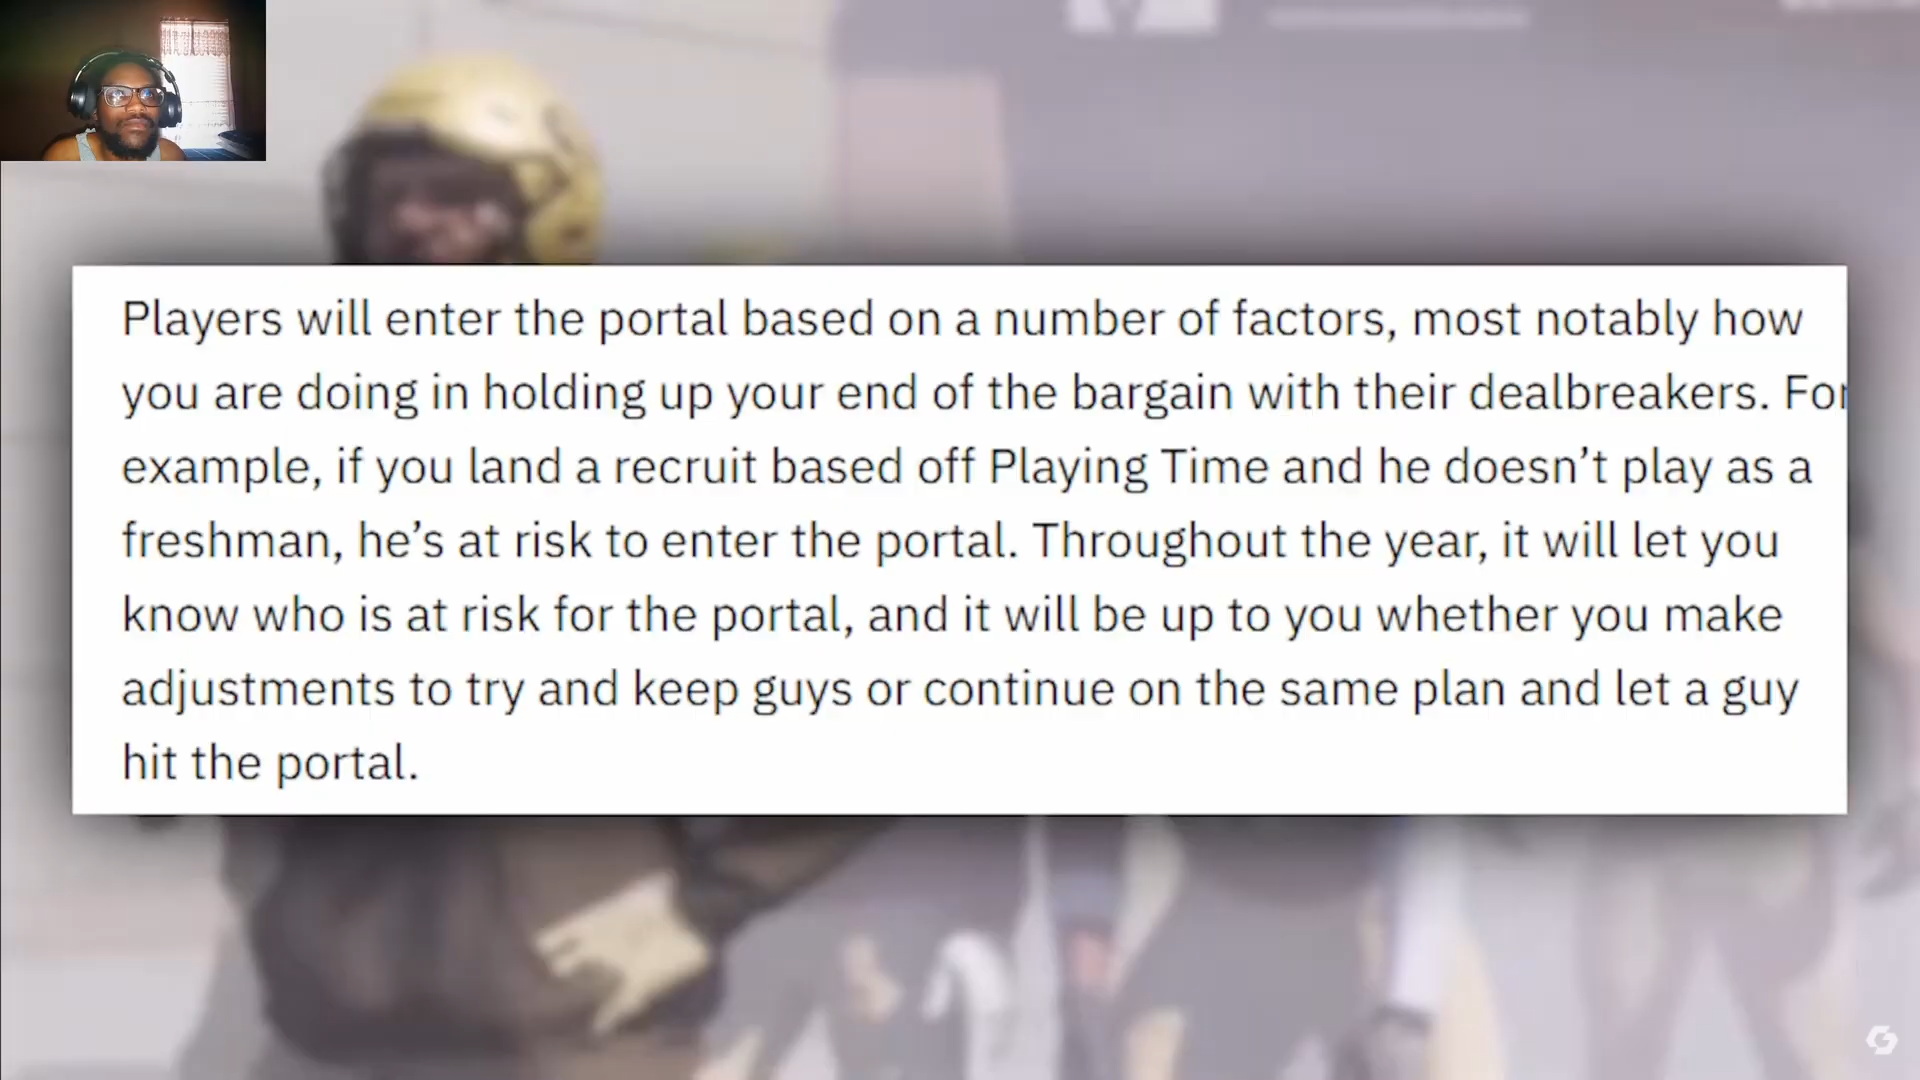 Players will enter the portal based on a number of factors, most notably how
you are doing in holding up your end of the bargain with their dealbreakers. For
example, if you land a recruit based off Playing Time and he doesn’t play as a
freshman, he’s at risk to enter the portal. Throughout the year, it will let you
know who is at risk for the portal, and it will be up to you whether you make
adjustments to try and keep guys or continue on the same plan and let a guy
hit the portal.